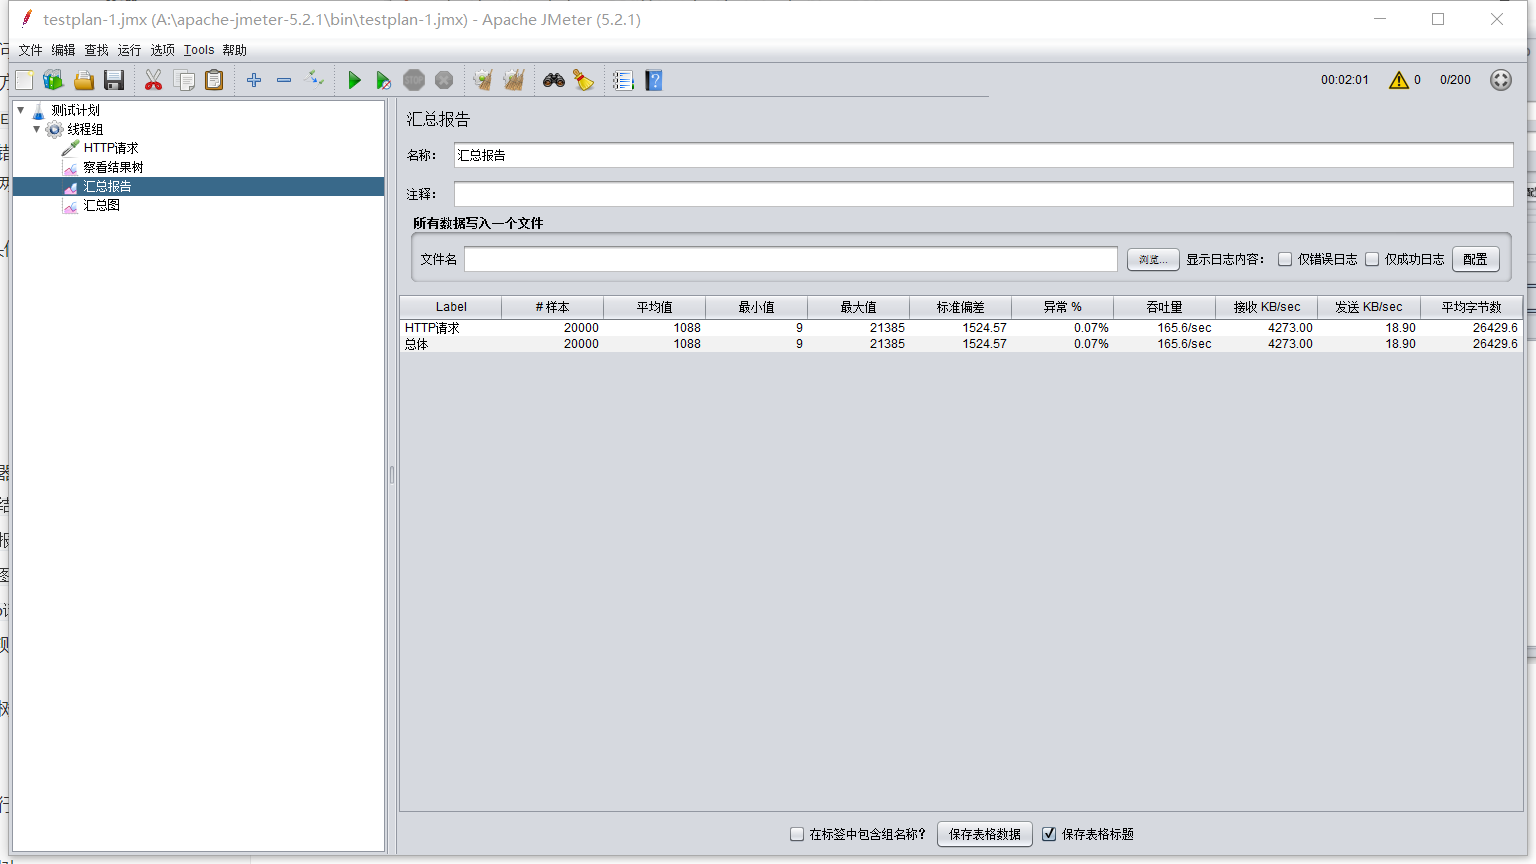 testplan-1.jmx (A:\apache-jmeter-5.2.1\bin\testplan-1.jmx) - Apache JMeter (5.2.1)
文件 编辑 查找 运行 选项 Tools 帮助
00:02:01 0 0/200
测试计划
线程组
HTTP请求
察看结果树
汇总报告
汇总图
汇总报告
名称: 汇总报告
注释:
所有数据写入一个文件
文件名 浏览... 显示日志内容: 仅错误日志 仅成功日志 配置
Label # 样本 平均值 最小值 最大值 标准偏差 异常 % 吞吐量 接收 KB/sec 发送 KB/sec 平均字节数
HTTP请求 20000 1088 9 21385 1524.57 0.07% 165.6/sec 4273.00 18.90 26429.6
总体 20000 1088 9 21385 1524.57 0.07% 165.6/sec 4273.00 18.90 26429.6
在标签中包含组名称? 保存表格数据 保存表格标题